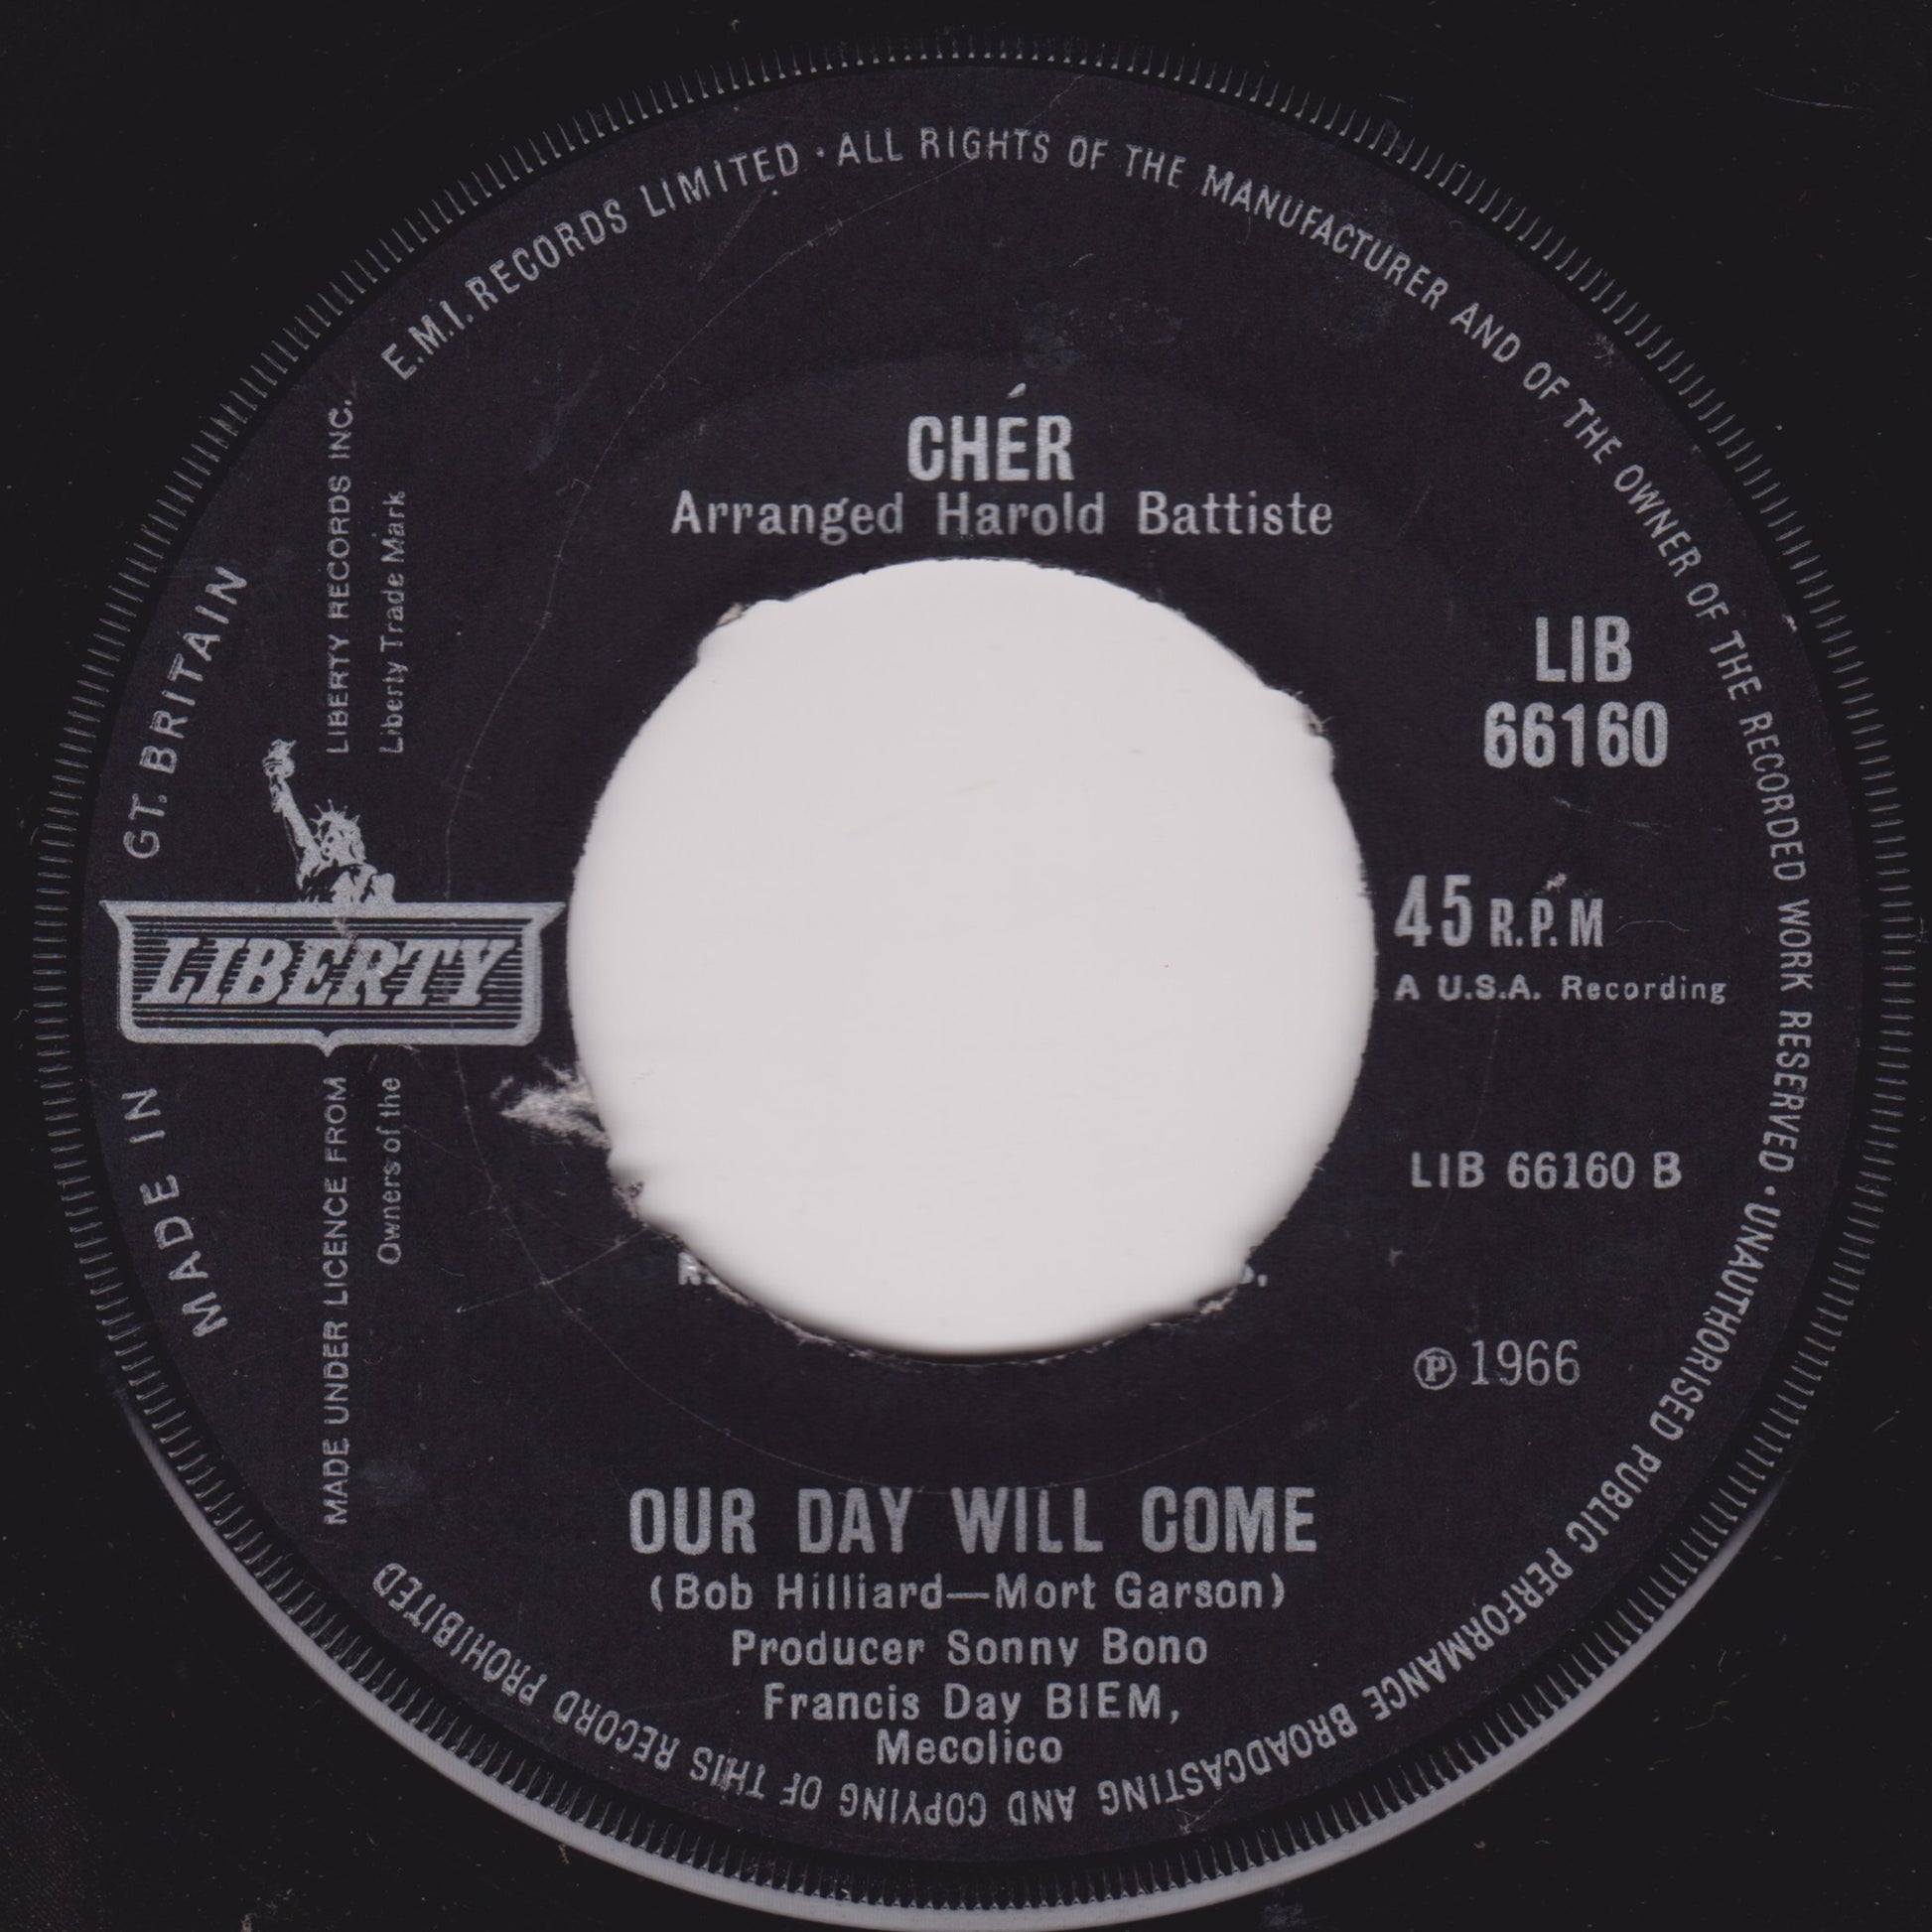 E.M.I. RECORDS LIMITED · ALL RIGHTS OF THE MANUFACTURER AND OF THE OWNER OF THE RECORDED WORK RESERVED · UNAUTHORISED PUBLIC PERFORMANCE BROADCASTING AND COPYING OF THIS RECORD PROHIBITED
MADE IN GT. BRITAIN
MADE UNDER LICENCE FROM LIBERTY RECORDS INC.
Owners of the Liberty Trade Mark
LIBERTY
CHÉR
Arranged Harold Battiste
LIB
66160
45 R.P.M
A U.S.A. Recording
LIB 66160 B
℗ 1966
OUR DAY WILL COME
(Bob Hilliard—Mort Garson)
Producer Sonny Bono
Francis Day BIEM,
Mecolico